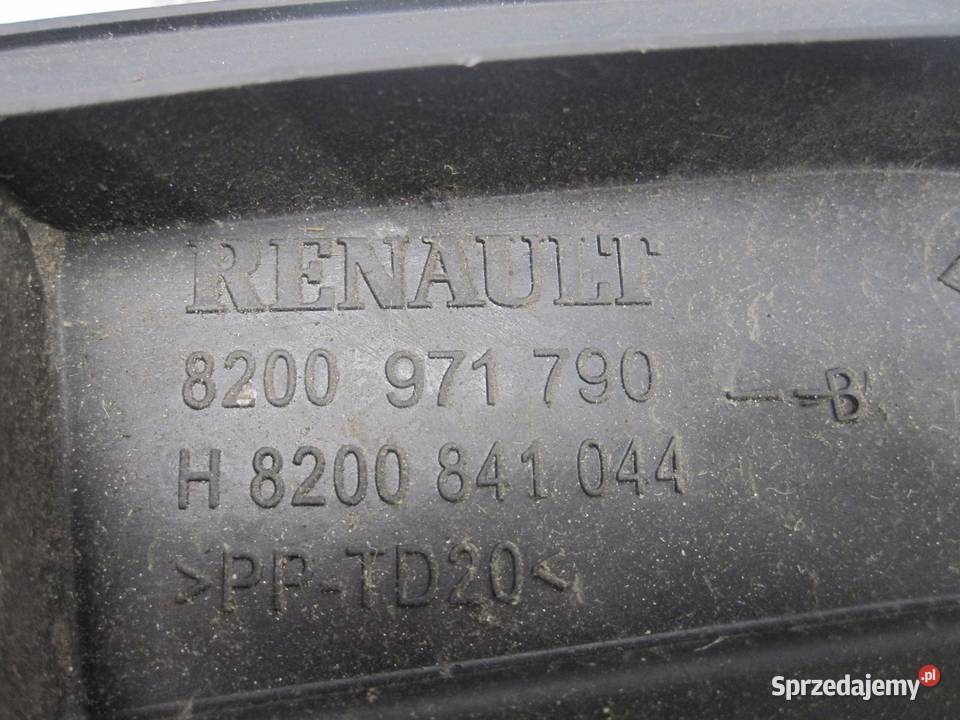 RENAULT
8200 971 790
--B
H 8200 841 044
>PP-TD20<
Sprzedajemy.pl